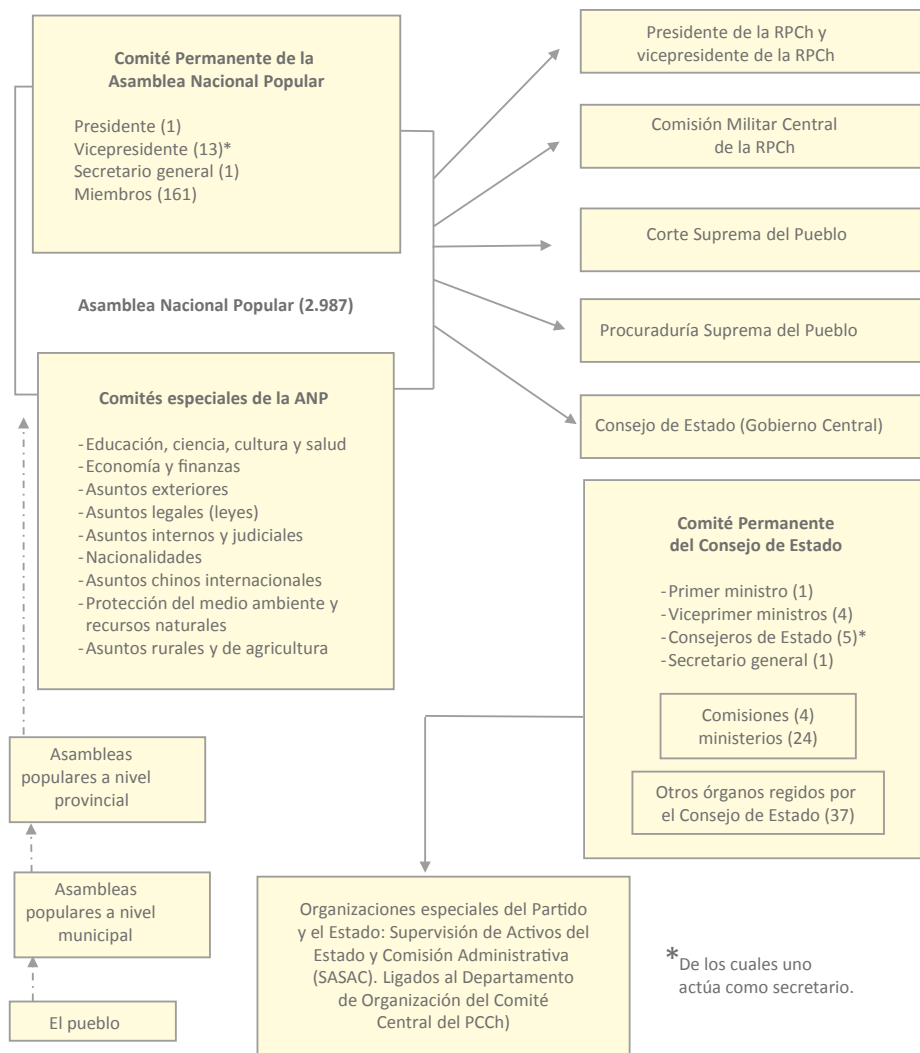 Comité Permanente de la
Asamblea Nacional Popular
Presidente (1)
Vicepresidente (13)*
Secretario general (1)
Miembros (161)
Asamblea Nacional Popular (2.987)
Comités especiales de la ANP
-Educación, ciencia, cultura y salud
-Economía y finanzas
-Asuntos exteriores
-Asuntos legales (leyes)
-Asuntos internos y judiciales
-Nacionalidades
-Asuntos chinos internacionales
-Protección del medio ambiente y
recursos naturales
-Asuntos rurales y de agricultura
Asambleas
populares a nivel
provincial
Asambleas
populares a nivel
municipal
El pueblo
Presidente de la RPCh y
vicepresidente de la RPCh
Comisión Militar Central
de la RPCh
Corte Suprema del Pueblo
Procuraduría Suprema del Pueblo
Consejo de Estado (Gobierno Central)
Comité Permanente
del Consejo de Estado
-Primer ministro (1)
-Viceprimer ministros (4)
-Consejeros de Estado (5)*
-Secretario general (1)
Comisiones (4)
ministerios (24)
Otros órganos regidos por
el Consejo de Estado (37)
Organizaciones especiales del Partido
y el Estado: Supervisión de Activos del
Estado y Comisión Administrativa
(SASAC). Ligados al Departamento
de Organización del Comité
Central del PCCh)
*De los cuales uno
actúa como secretario.